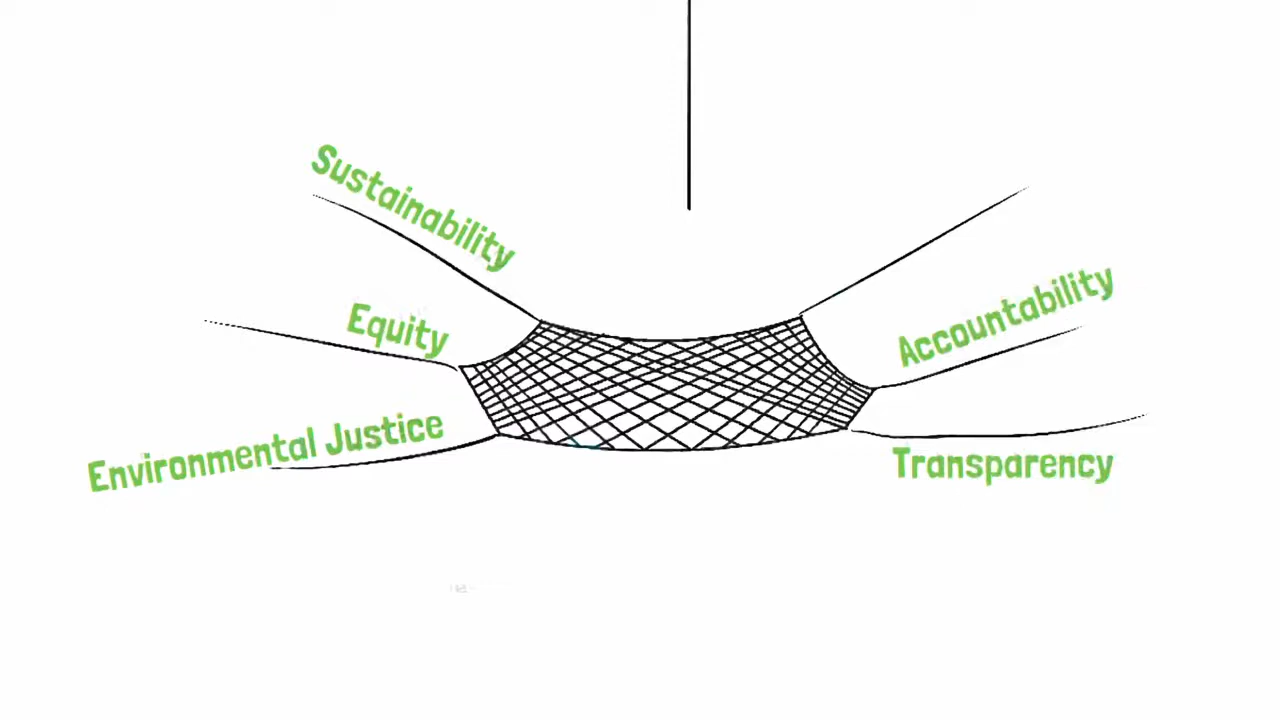 Sustainability
Equity
Environmental Justice
Accountability
Transparency